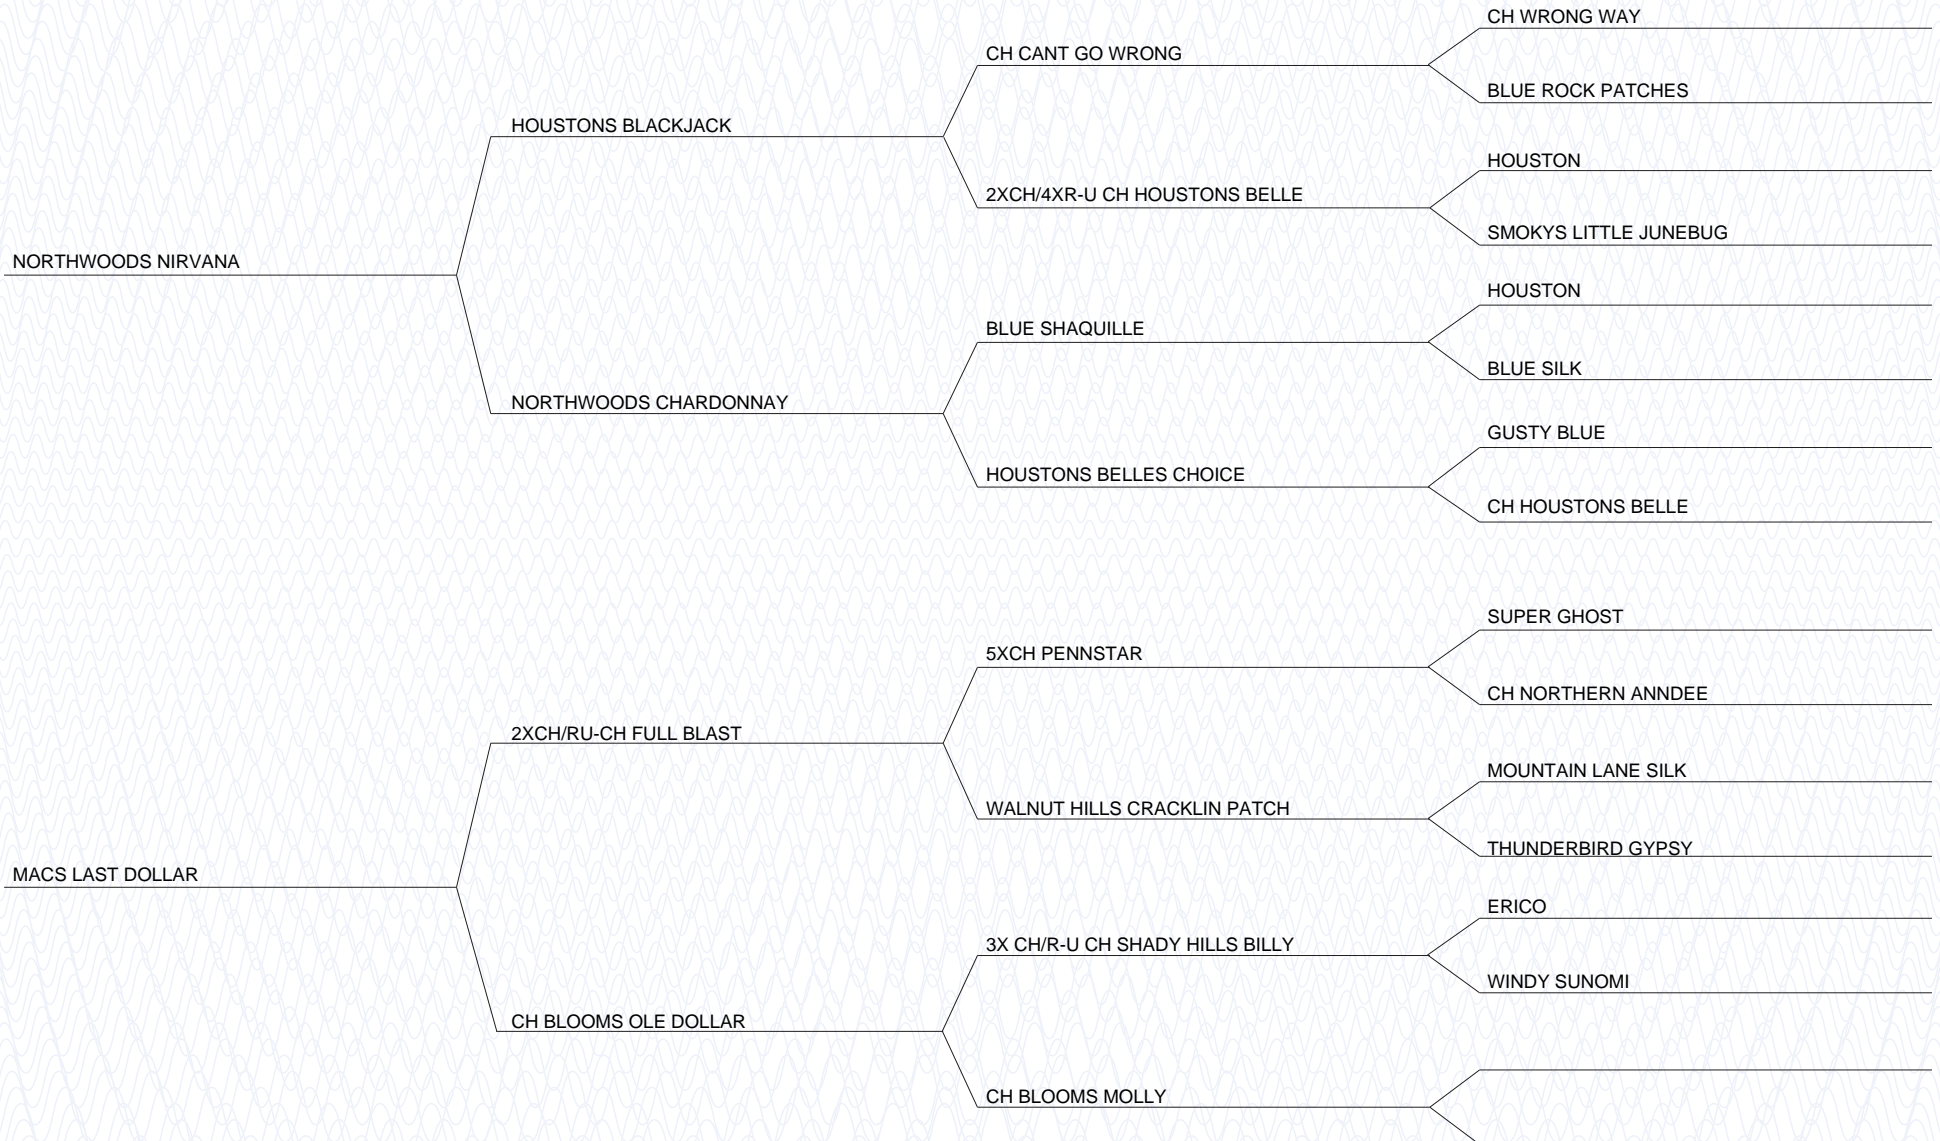 CH WRONG WAY
CH CANT GO WRONG
BLUE ROCK PATCHES
HOUSTONS BLACKJACK
HOUSTON
2XCH/4XR-U CH HOUSTONS BELLE
SMOKYS LITTLE JUNEBUG
NORTHWOODS NIRVANA
HOUSTON
BLUE SHAQUILLE
BLUE SILK
NORTHWOODS CHARDONNAY
GUSTY BLUE
HOUSTONS BELLES CHOICE
CH HOUSTONS BELLE
SUPER GHOST
5XCH PENNSTAR
CH NORTHERN ANNDEE
2XCH/RU-CH FULL BLAST
MOUNTAIN LANE SILK
WALNUT HILLS CRACKLIN PATCH
THUNDERBIRD GYPSY
MACS LAST DOLLAR
ERICO
3X CH/R-U CH SHADY HILLS BILLY
WINDY SUNOMI
CH BLOOMS OLE DOLLAR
CH BLOOMS MOLLY